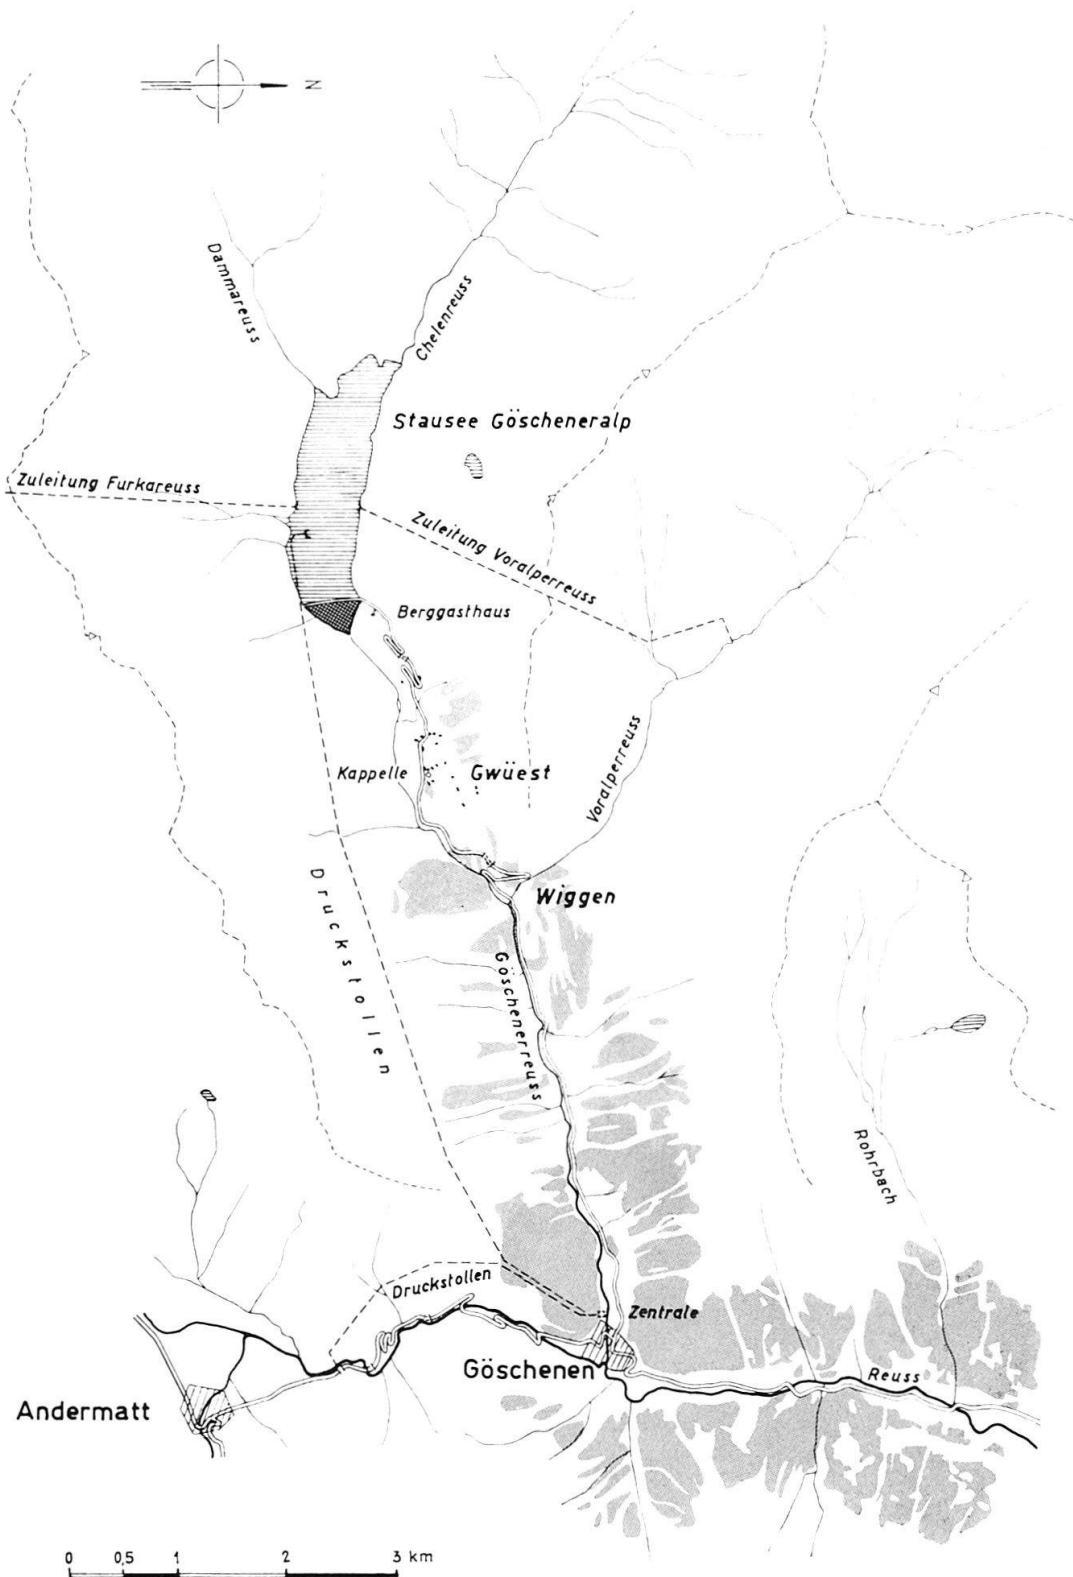 N
Dammareuss
Chelenreuss
Stausee Göscheneralp
Zuleitung Furkareuss
Zuleitung Voralperreuss
Berggasthaus
Kappelle
Gwüest
Voralperreuss
Wiggen
Druckstollen
Göschenerreuss
Rohrbach
Druckstollen
Zentrale
Göschenen
Reuss
Andermatt
0 0,5 1 2 3 km